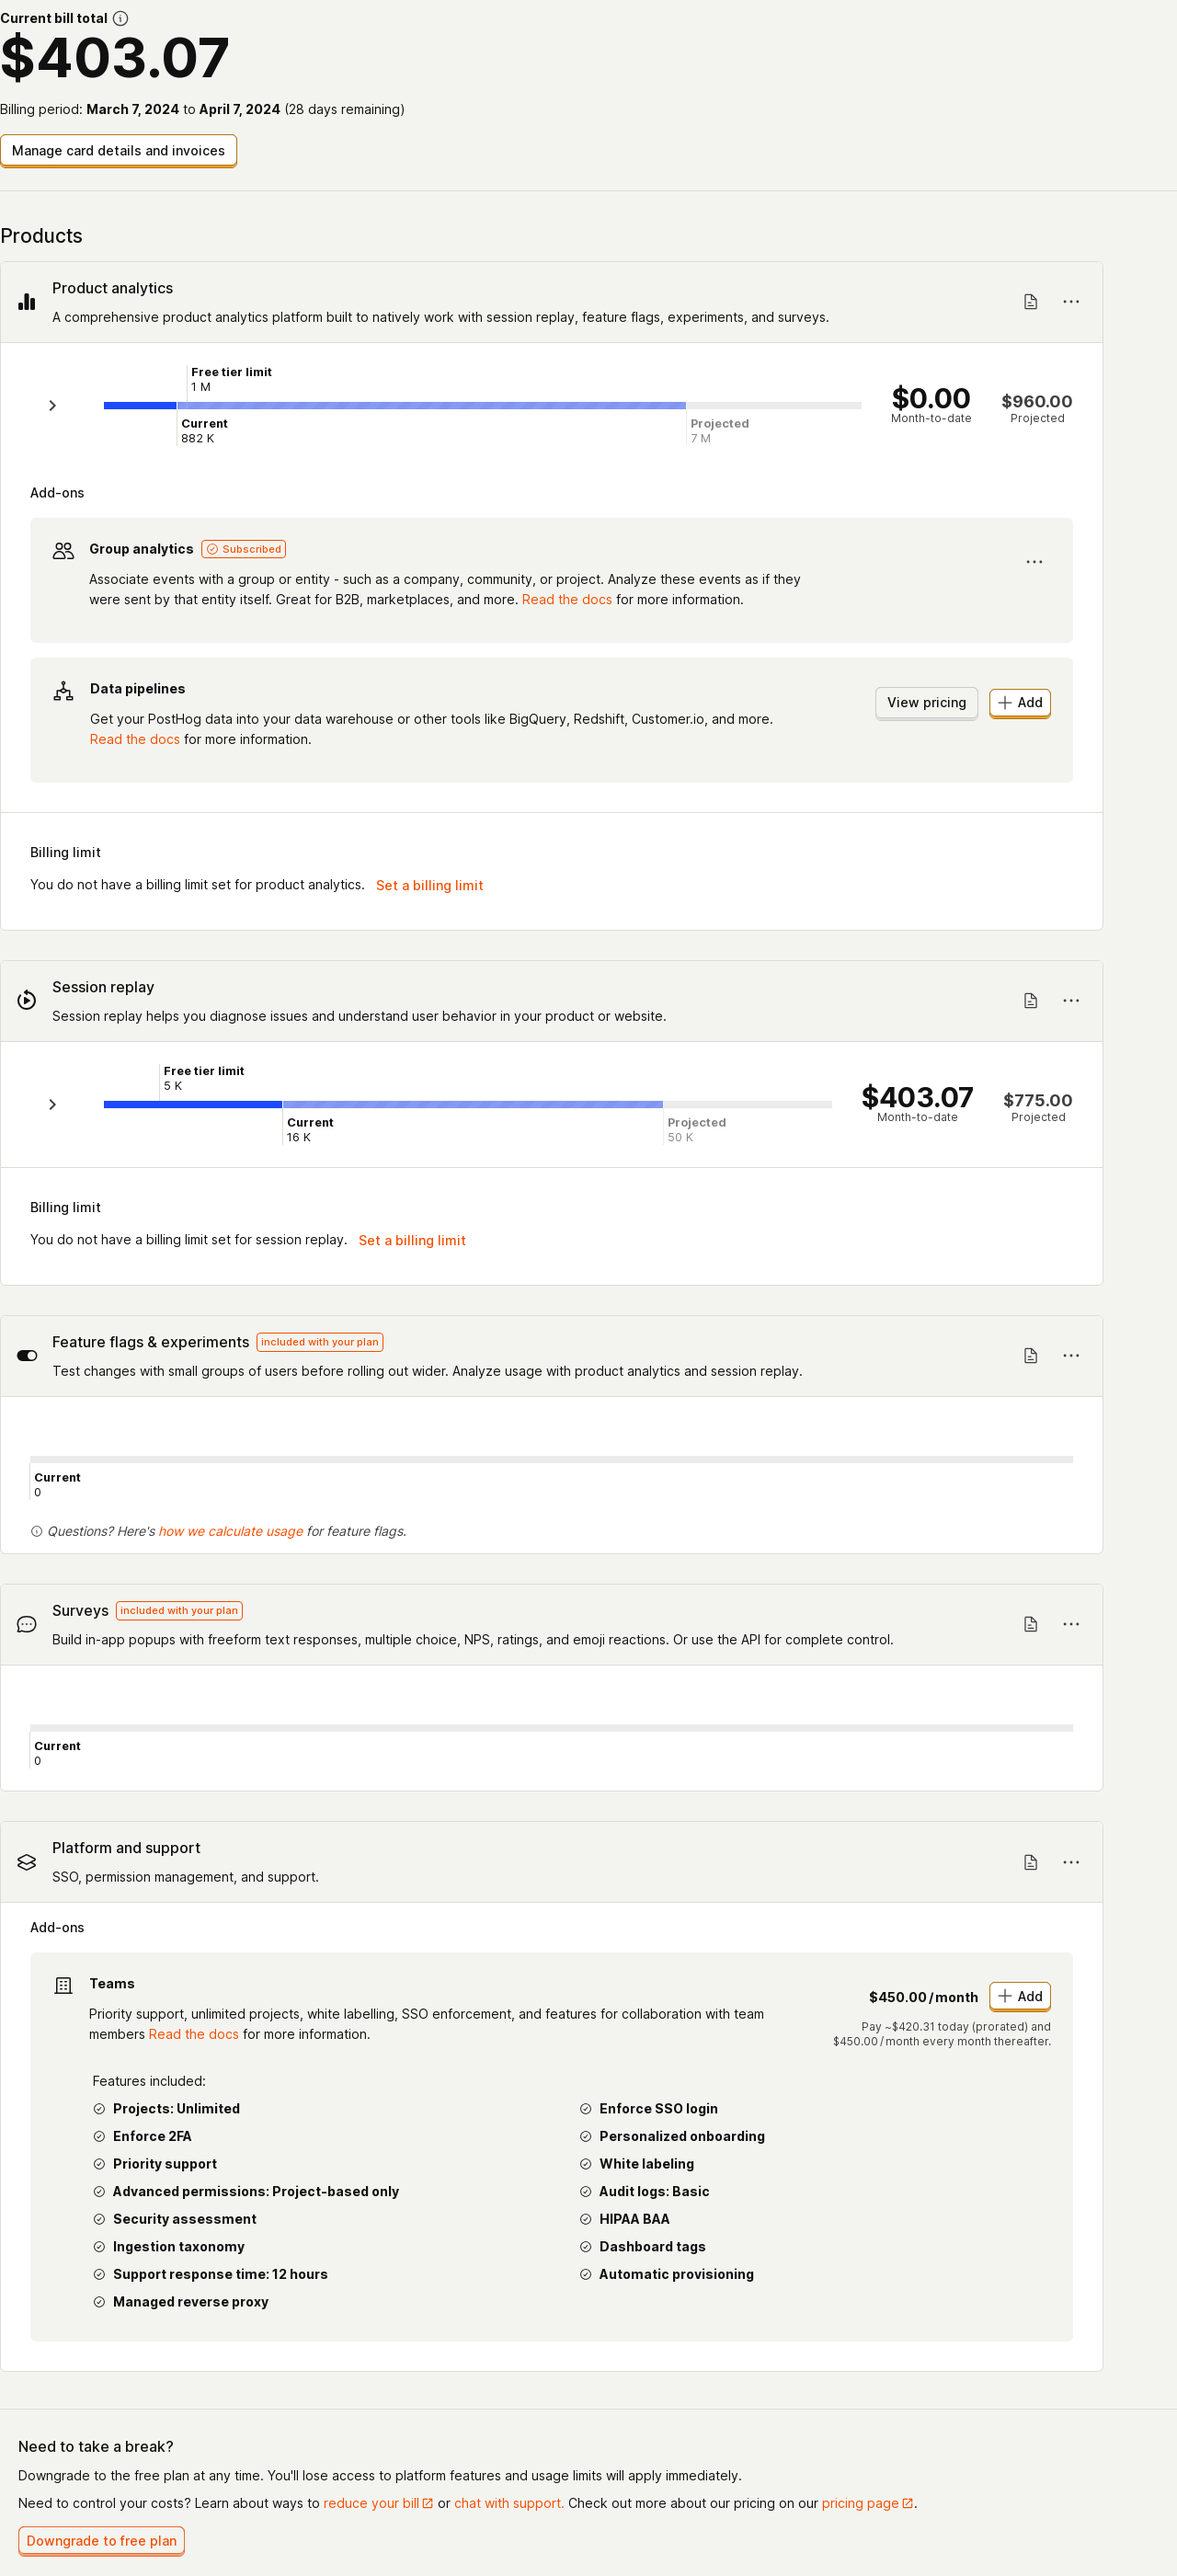 Current bill total
$403.07
Billing period: March 7, 2024 to April 7, 2024 (28 days remaining)
Manage card details and invoices
Products
Product analytics
A comprehensive product analytics platform built to natively work with session replay, feature flags, experiments, and surveys.
Free tier limit
1 M
Current
882 K
Projected
7 M
$0.00
Month-to-date
$960.00
Projected
Add-ons
Group analytics
Subscribed
Associate events with a group or entity - such as a company, community, or project. Analyze these events as if they
were sent by that entity itself. Great for B2B, marketplaces, and more. Read the docs for more information.
Data pipelines
Get your PostHog data into your data warehouse or other tools like BigQuery, Redshift, Customer.io, and more.
Read the docs for more information.
View pricing
Add
Billing limit
You do not have a billing limit set for product analytics. Set a billing limit
Session replay
Session replay helps you diagnose issues and understand user behavior in your product or website.
Free tier limit
5 K
Current
16 K
Projected
50 K
$403.07
Month-to-date
$775.00
Projected
Billing limit
You do not have a billing limit set for session replay. Set a billing limit
Feature flags & experiments
included with your plan
Test changes with small groups of users before rolling out wider. Analyze usage with product analytics and session replay.
Current
0
Questions? Here's how we calculate usage for feature flags.
Surveys
included with your plan
Build in-app popups with freeform text responses, multiple choice, NPS, ratings, and emoji reactions. Or use the API for complete control.
Current
0
Platform and support
SSO, permission management, and support.
Add-ons
Teams
Priority support, unlimited projects, white labelling, SSO enforcement, and features for collaboration with team
members Read the docs for more information.
$450.00/month
Add
Pay ~$420.31 today (prorated) and
$450.00/month every month thereafter.
Features included:
Projects: Unlimited
Enforce 2FA
Priority support
Advanced permissions: Project-based only
Security assessment
Ingestion taxonomy
Support response time: 12 hours
Managed reverse proxy
Enforce SSO login
Personalized onboarding
White labeling
Audit logs: Basic
HIPAA BAA
Dashboard tags
Automatic provisioning
Need to take a break?
Downgrade to the free plan at any time. You'll lose access to platform features and usage limits will apply immediately.
Need to control your costs? Learn about ways to reduce your bill or chat with support. Check out more about our pricing on our pricing page.
Downgrade to free plan